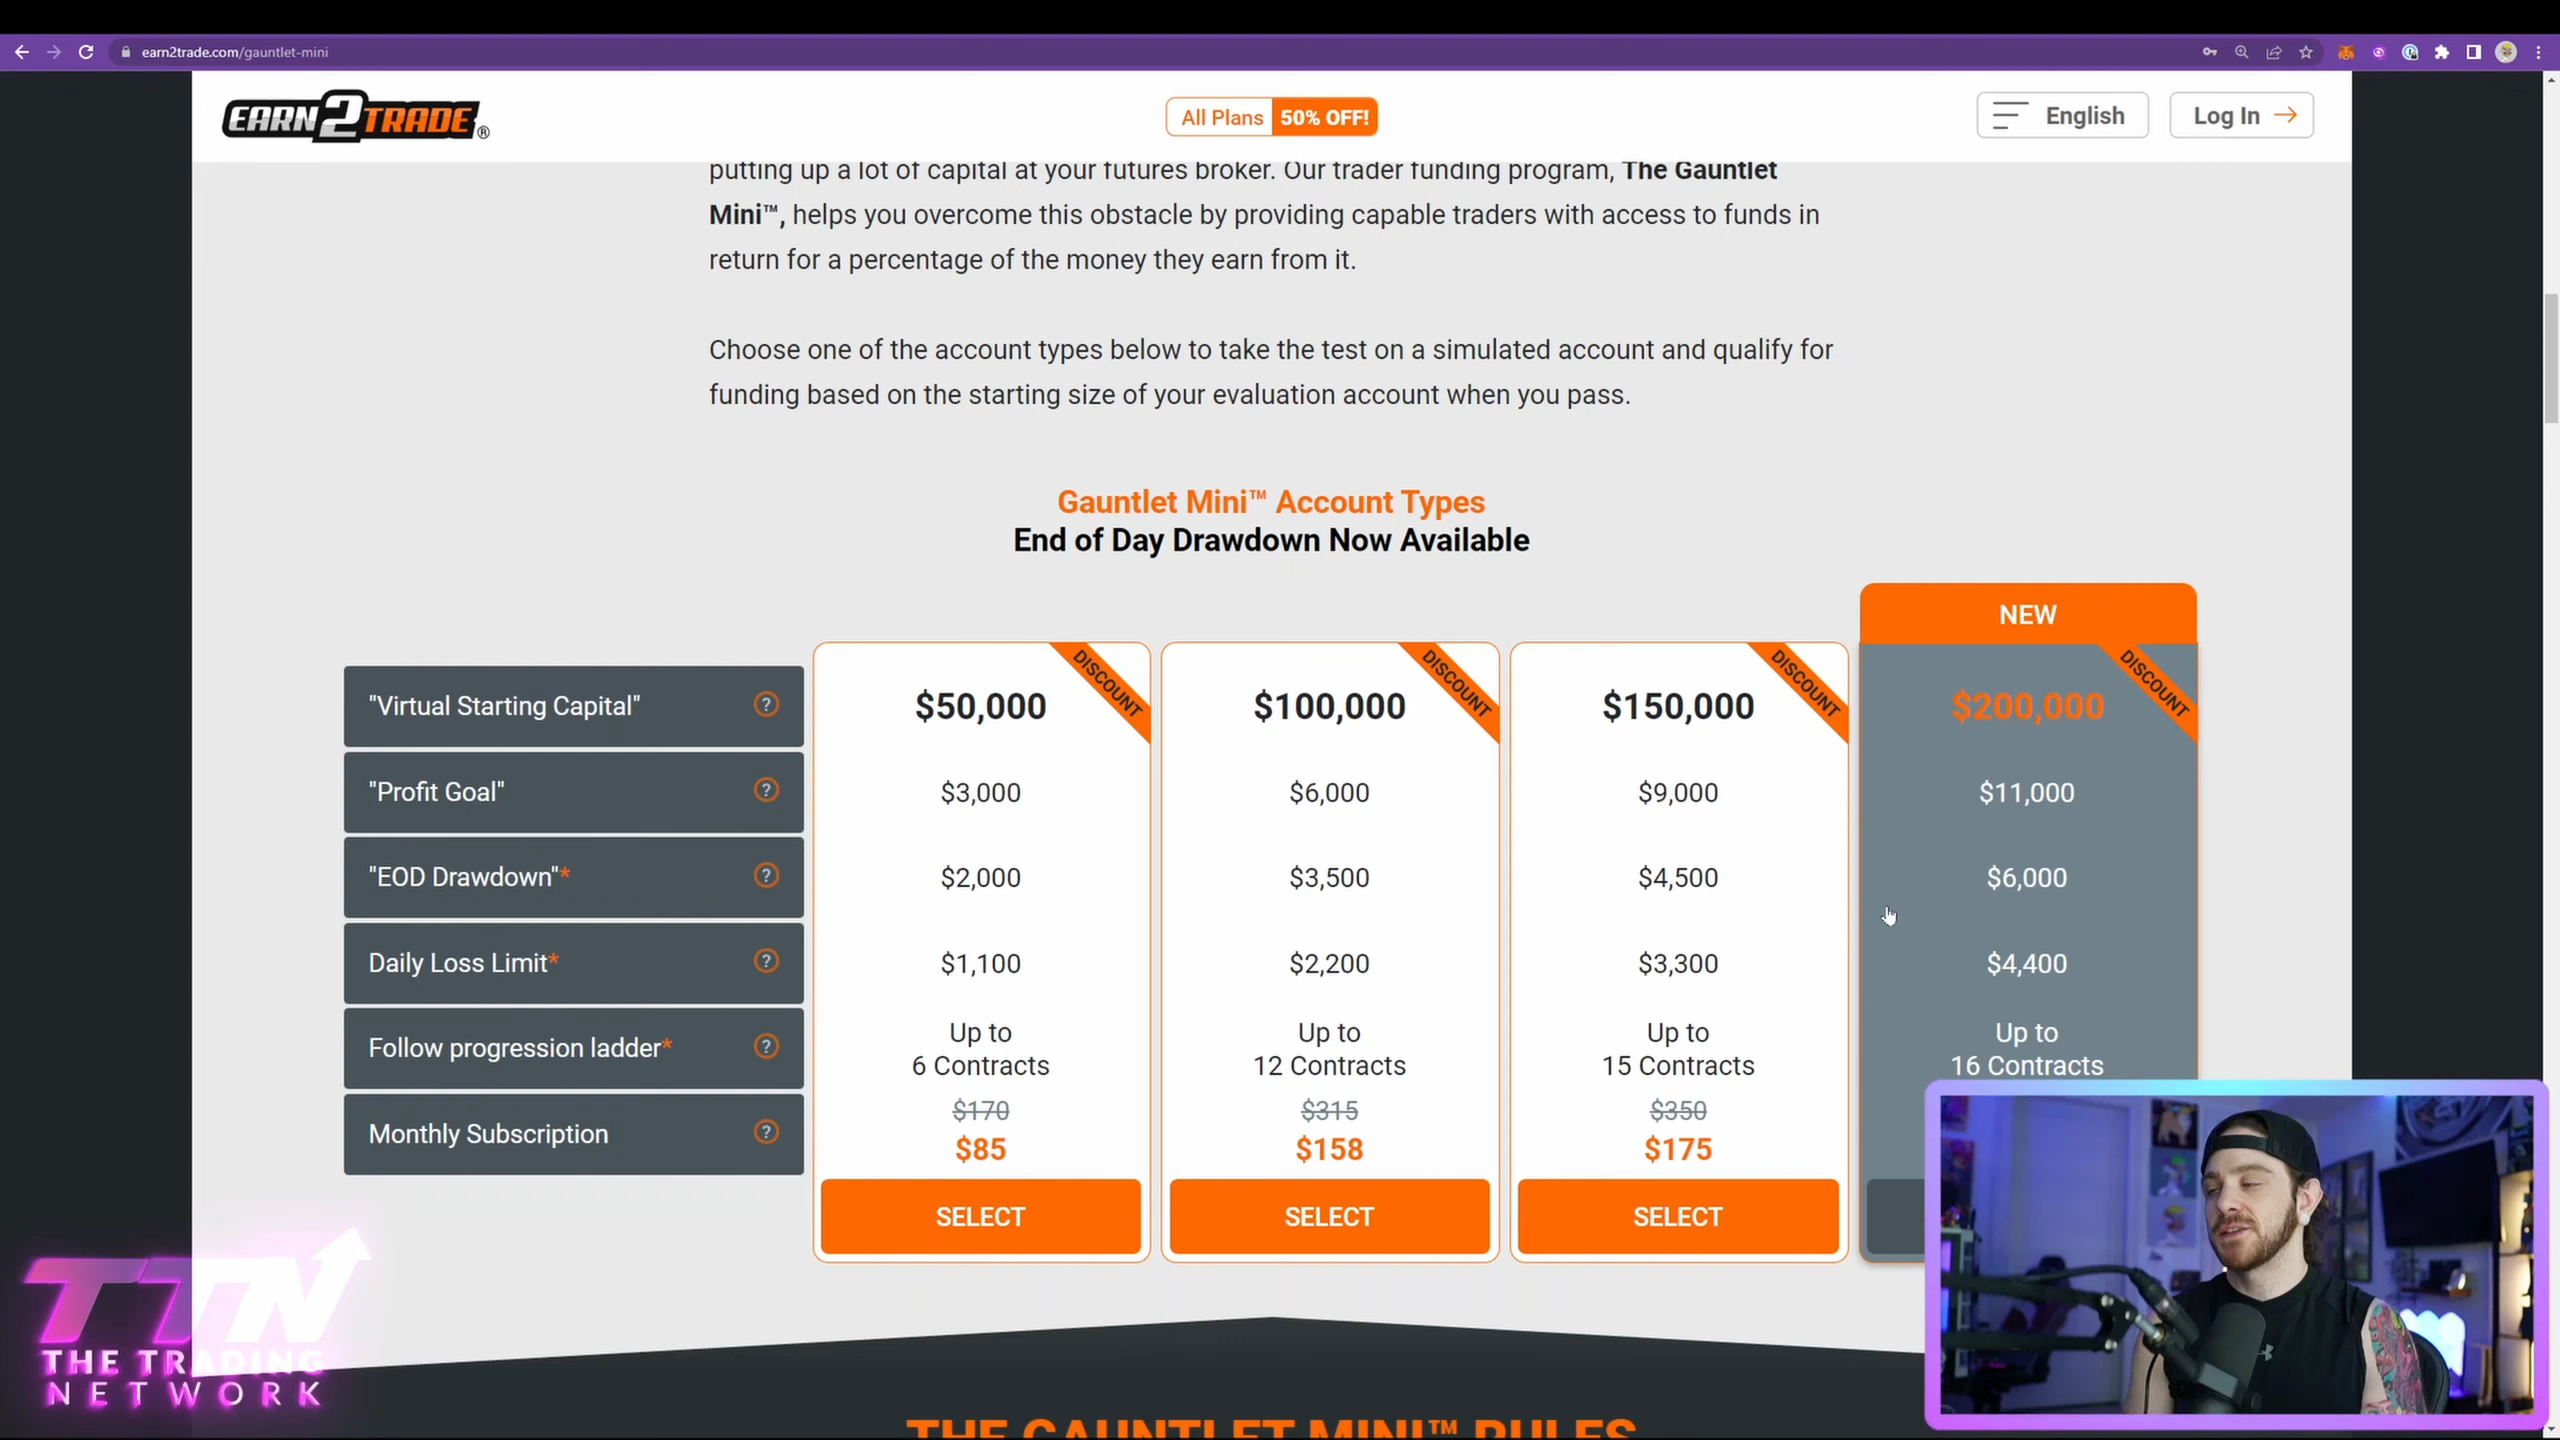 earn2trade.com/gauntlet-mini
EARN2TRADE®
All Plans 50% OFF!
English
Log In
putting up a lot of capital at your futures broker. Our trader funding program, The Gauntlet
Mini™, helps you overcome this obstacle by providing capable traders with access to funds in
return for a percentage of the money they earn from it.
Choose one of the account types below to take the test on a simulated account and qualify for
funding based on the starting size of your evaluation account when you pass.
Gauntlet Mini™ Account Types
End of Day Drawdown Now Available
NEW
DISCOUNT DISCOUNT DISCOUNT DISCOUNT
"Virtual Starting Capital" ? $50,000 $100,000 $150,000 $200,000
"Profit Goal" ? $3,000 $6,000 $9,000 $11,000
"EOD Drawdown"* ? $2,000 $3,500 $4,500 $6,000
Daily Loss Limit* ? $1,100 $2,200 $3,300 $4,400
Follow progression ladder* ? Up to 6 Contracts Up to 12 Contracts Up to 15 Contracts Up to 16 Contracts
Monthly Subscription ? $170 $85 $315 $158 $350 $175
SELECT SELECT SELECT
TTN
THE TRADING
NETWORK
THE GAUNTLET MINI™ RULES